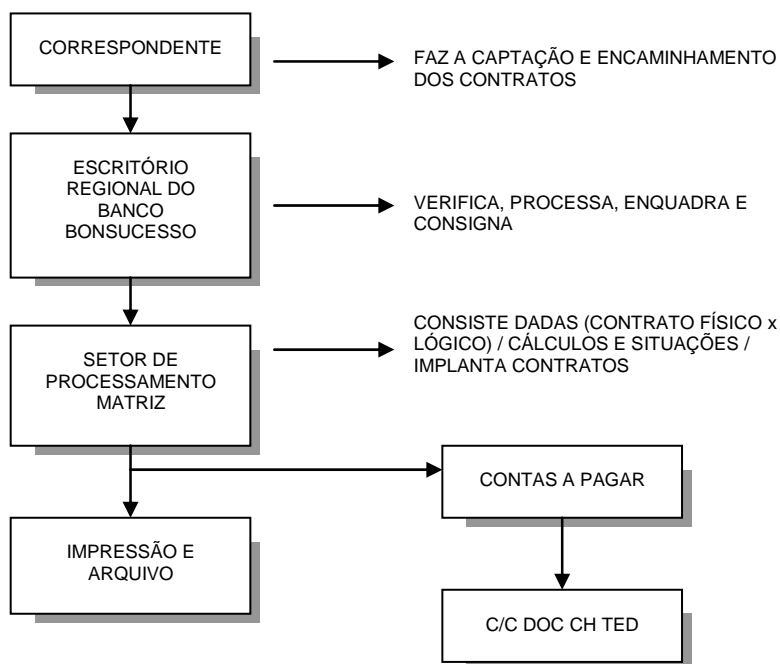 CORRESPONDENTE
FAZ A CAPTAÇÃO E ENCAMINHAMENTO
DOS CONTRATOS
ESCRITÓRIO
REGIONAL DO
BANCO
BONSUCESSO
VERIFICA, PROCESSA, ENQUADRA E
CONSIGNA
SETOR DE
PROCESSAMENTO
MATRIZ
CONSISTE DADAS (CONTRATO FÍSICO x
LÓGICO) / CÁLCULOS E SITUAÇÕES /
IMPLANTA CONTRATOS
CONTAS A PAGAR
IMPRESSÃO E
ARQUIVO
C/C DOC CH TED